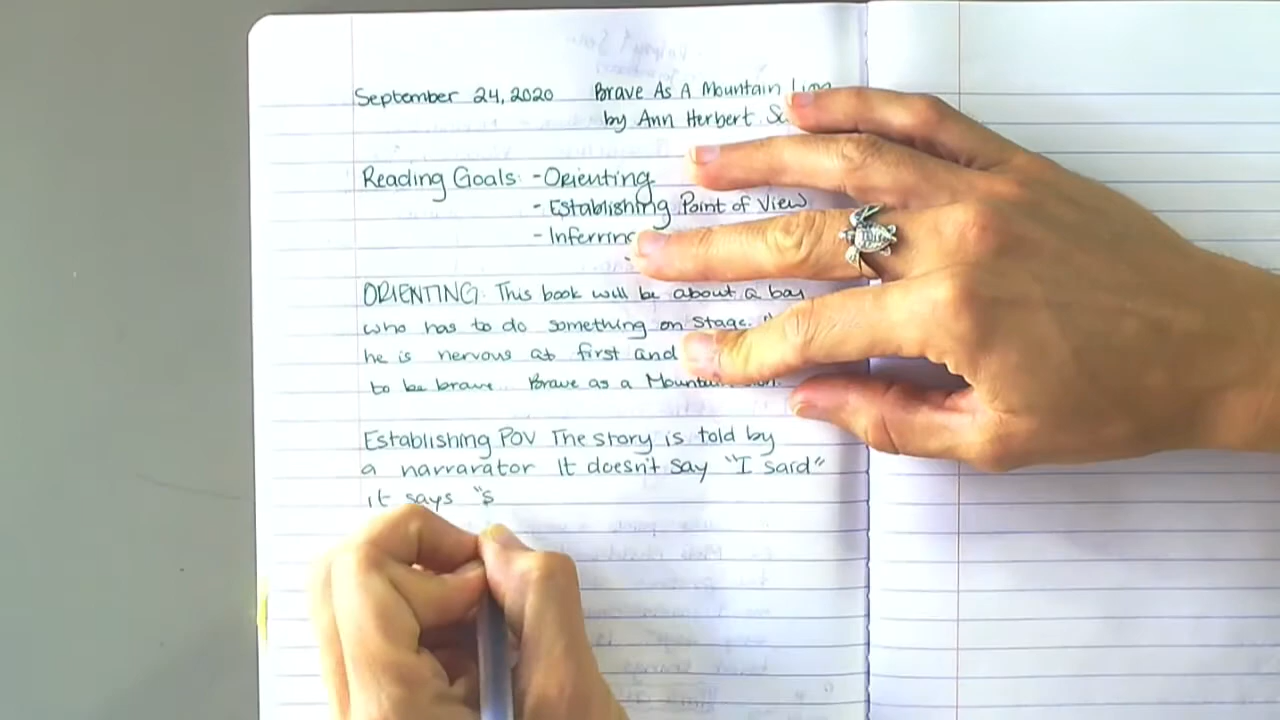 September 24, 2020 Brave As A Mountain
by Ann Herbert
Reading Goals: - Orienting
- Establishing Point of View
- Inferring
ORIENTING: This book will be about a boy
who has to do something on stage.
he is nervous at first and
to be brave. Brave as a Mountain Lion.
Establishing POV The story is told by
a narrarator It doesn't say "I said"
it says "s